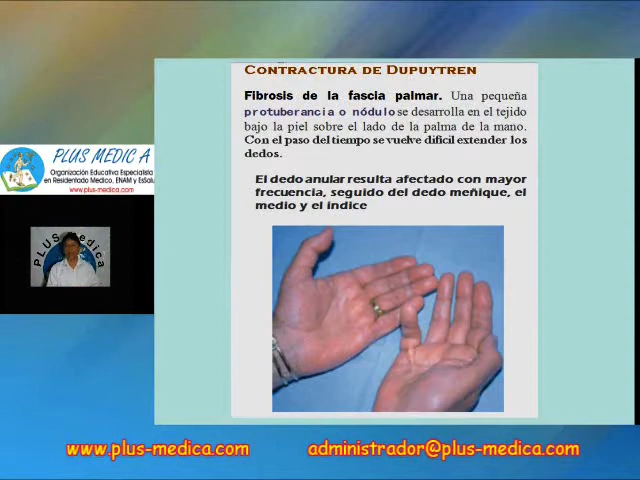 CONTRACTURA DE DUPUYTREN
Fibrosis de la fascia palmar. Una pequeña
protuberancia o nódulo se desarrolla en el tejido
bajo la piel sobre el lado de la palma de la mano.
Con el paso del tiempo se vuelve difícil extender los
dedos.
El dedo anular resulta afectado con mayor
frecuencia, seguido del dedo meñique, el
medio y el índice
PLUS MEDIC A
Organización Educativa Especialista
en Residentado Medico, ENAM y EsSalu
www.plus-medica.com
PLUS medica
www.plus-medica.com
administrador@plus-medica.com